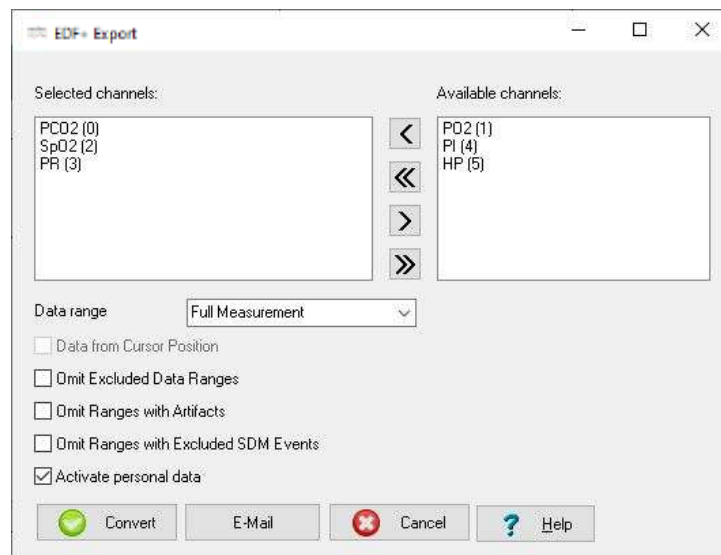 EDF+ Export
Selected channels:
Available channels:
PCO2 (0)
SpO2 (2)
PR (3)
PO2 (1)
PI (4)
HP (5)
Data range
Full Measurement
Data from Cursor Position
Omit Excluded Data Ranges
Omit Ranges with Artifacts
Omit Ranges with Excluded SDM Events
Activate personal data
Convert
E-Mail
Cancel
Help